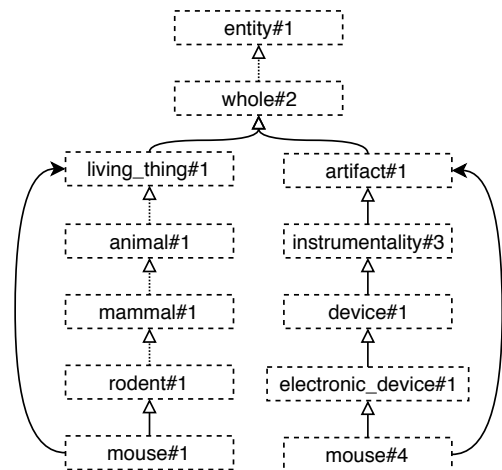 entity#1
whole#2
living_thing#1 artifact#1
animal#1 instrumentality#3
mammal#1 device#1
rodent#1 electronic_device#1
mouse#1 mouse#4